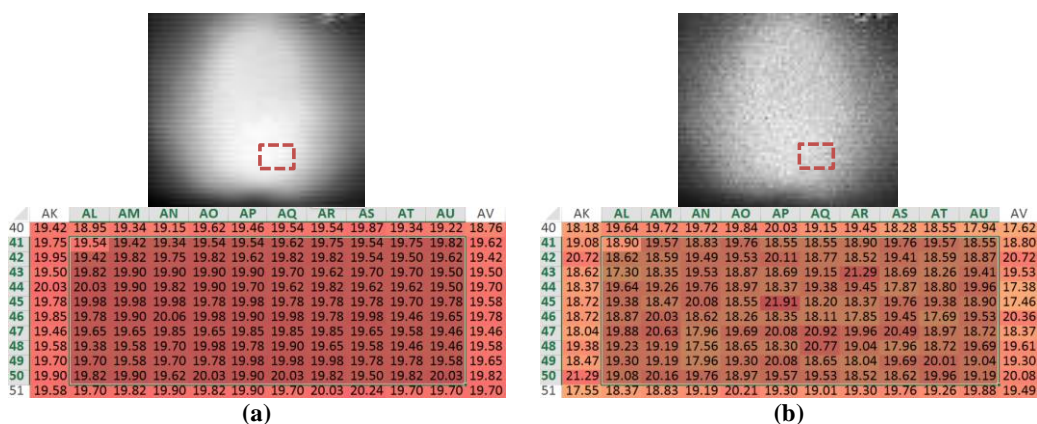 AK AL AM AN AO AP AQ AR AS AT AU AV
40 19.42 18.95 19.34 19.15 19.62 19.46 19.54 19.54 19.87 19.34 19.22 18.76
41 19.75 19.54 19.42 19.34 19.54 19.54 19.62 19.75 19.54 19.75 19.82 19.62
42 19.95 19.42 19.82 19.75 19.82 19.62 19.82 19.82 19.54 19.50 19.62 19.42
43 19.50 19.82 19.90 19.90 19.90 19.90 19.70 19.62 19.70 19.70 19.50 19.50
44 20.03 20.03 19.90 19.82 19.90 19.70 19.62 19.82 19.62 19.62 19.50 19.70
45 19.78 19.98 19.98 19.98 19.78 19.98 19.78 19.78 19.78 19.70 19.78 19.58
46 19.85 19.78 19.90 20.06 19.98 19.90 19.98 19.78 19.98 19.46 19.65 19.78
47 19.46 19.65 19.65 19.85 19.65 19.85 19.85 19.85 19.65 19.58 19.46 19.46
48 19.58 19.38 19.58 19.70 19.98 19.78 19.90 19.65 19.58 19.46 19.46 19.58
49 19.70 19.70 19.58 19.70 19.78 19.98 19.98 19.98 19.78 19.78 19.58 19.65
50 19.90 19.82 19.90 19.62 20.03 19.90 20.03 19.82 19.50 19.82 20.03 19.82
51 19.58 19.70 19.82 19.90 19.82 19.90 19.70 20.03 20.24 19.70 19.70 19.70
(a)
AK AL AM AN AO AP AQ AR AS AT AU AV
40 18.18 19.64 19.72 19.72 19.84 20.03 19.15 19.45 18.28 18.55 17.94 17.62
41 19.08 18.90 19.57 18.83 19.76 18.55 18.55 18.90 19.76 19.57 18.55 18.80
42 20.72 18.62 18.59 19.49 19.53 20.11 18.77 18.52 19.41 18.59 18.87 20.72
43 18.62 17.30 18.35 19.53 18.87 18.69 19.15 21.29 18.69 18.26 19.41 19.53
44 18.37 19.64 19.26 19.76 18.97 18.37 19.38 19.45 17.87 18.80 19.96 17.38
45 18.72 19.38 18.47 20.08 18.55 21.91 18.20 18.37 19.76 19.38 18.90 17.46
46 18.72 18.87 20.03 18.62 18.26 18.35 18.11 17.85 19.45 17.69 19.53 20.36
47 18.04 19.88 20.63 17.96 19.69 20.08 20.92 19.96 20.49 18.97 18.72 18.37
48 19.38 19.23 19.19 17.56 18.65 18.30 20.77 19.04 17.96 18.72 19.69 19.61
49 18.47 19.30 19.19 17.96 19.30 20.08 18.65 18.04 19.69 20.01 19.04 19.30
50 21.29 19.08 20.16 19.76 18.97 19.57 19.53 18.52 18.62 19.96 19.19 20.08
51 17.55 18.37 18.83 19.19 20.21 19.30 19.01 19.30 19.76 19.26 19.88 19.49
(b)